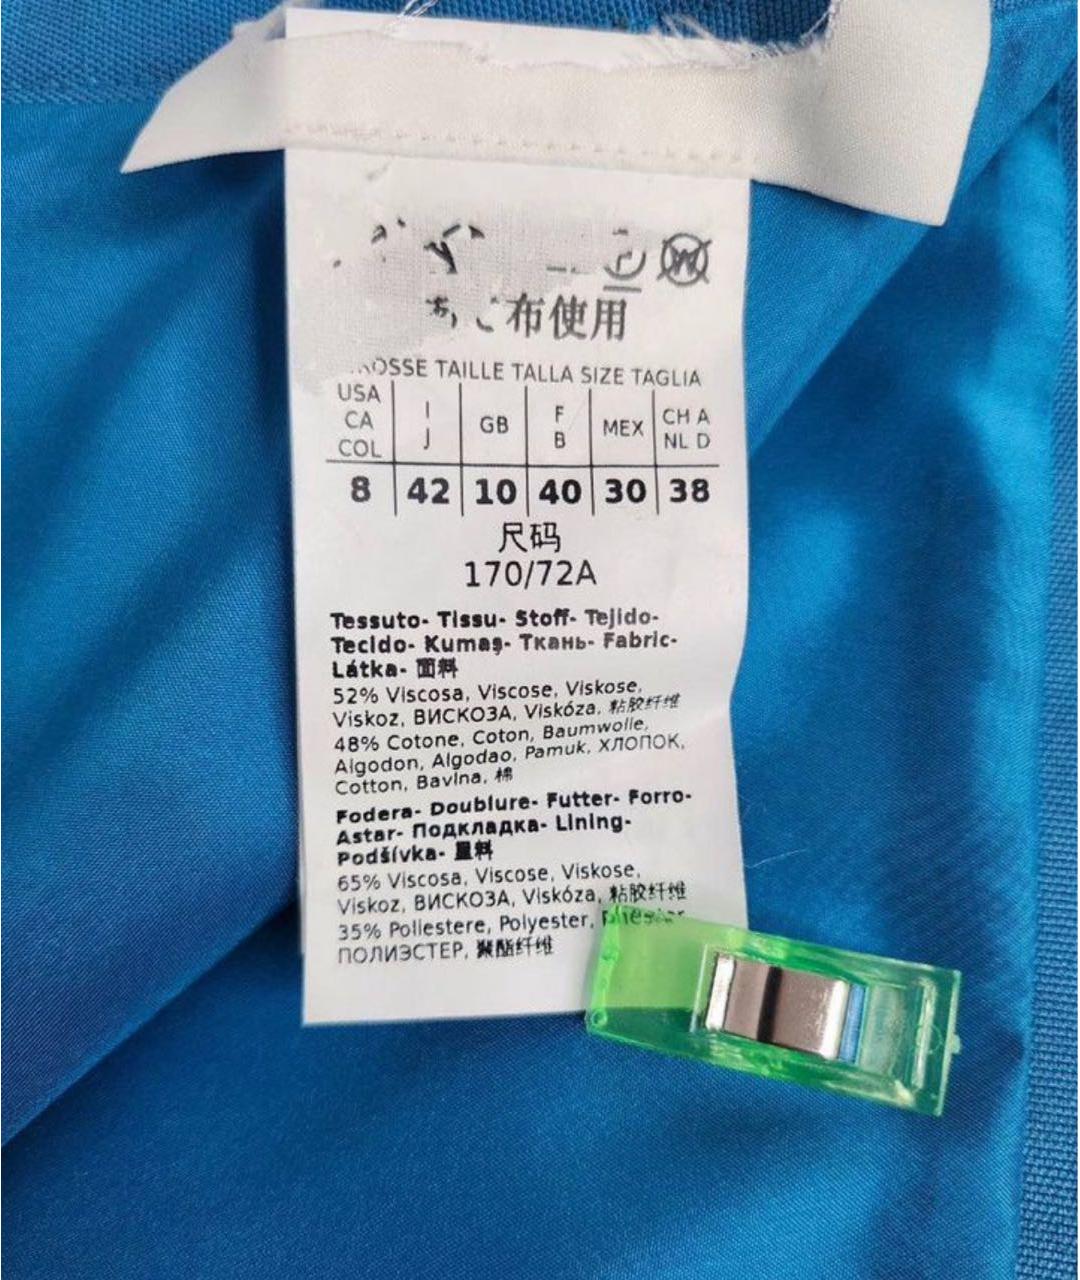 布使用
TAILLE TALLA SIZE TAGLIA
USA CA COL I J GB F B MEX CH A NL D
8 42 10 40 30 38
尺码
170/72A
Tessuto- Tissu- Stoff- Tejido-
Tecido- Kumaş- Ткань- Fabric-
Látka- 面料
52% Viscosa, Viscose, Viskose,
Viskoz, ВИСКОЗА, Viskóza, 粘胶纤维
48% Cotone, Coton, Baumwolle,
Algodon, Algodao, Pamuk, ХЛОПОК,
Cotton, Bavlna, 棉
Fodera- Doublure- Futter- Forro-
Astar- Подкладка- Lining-
Podšívka- 里料
65% Viscosa, Viscose, Viskose,
Viskoz, ВИСКОЗА, Viskóza, 粘胶纤维
35% Poliestere, Polyester,
ПОЛИЭСТЕР, 聚酯纤维